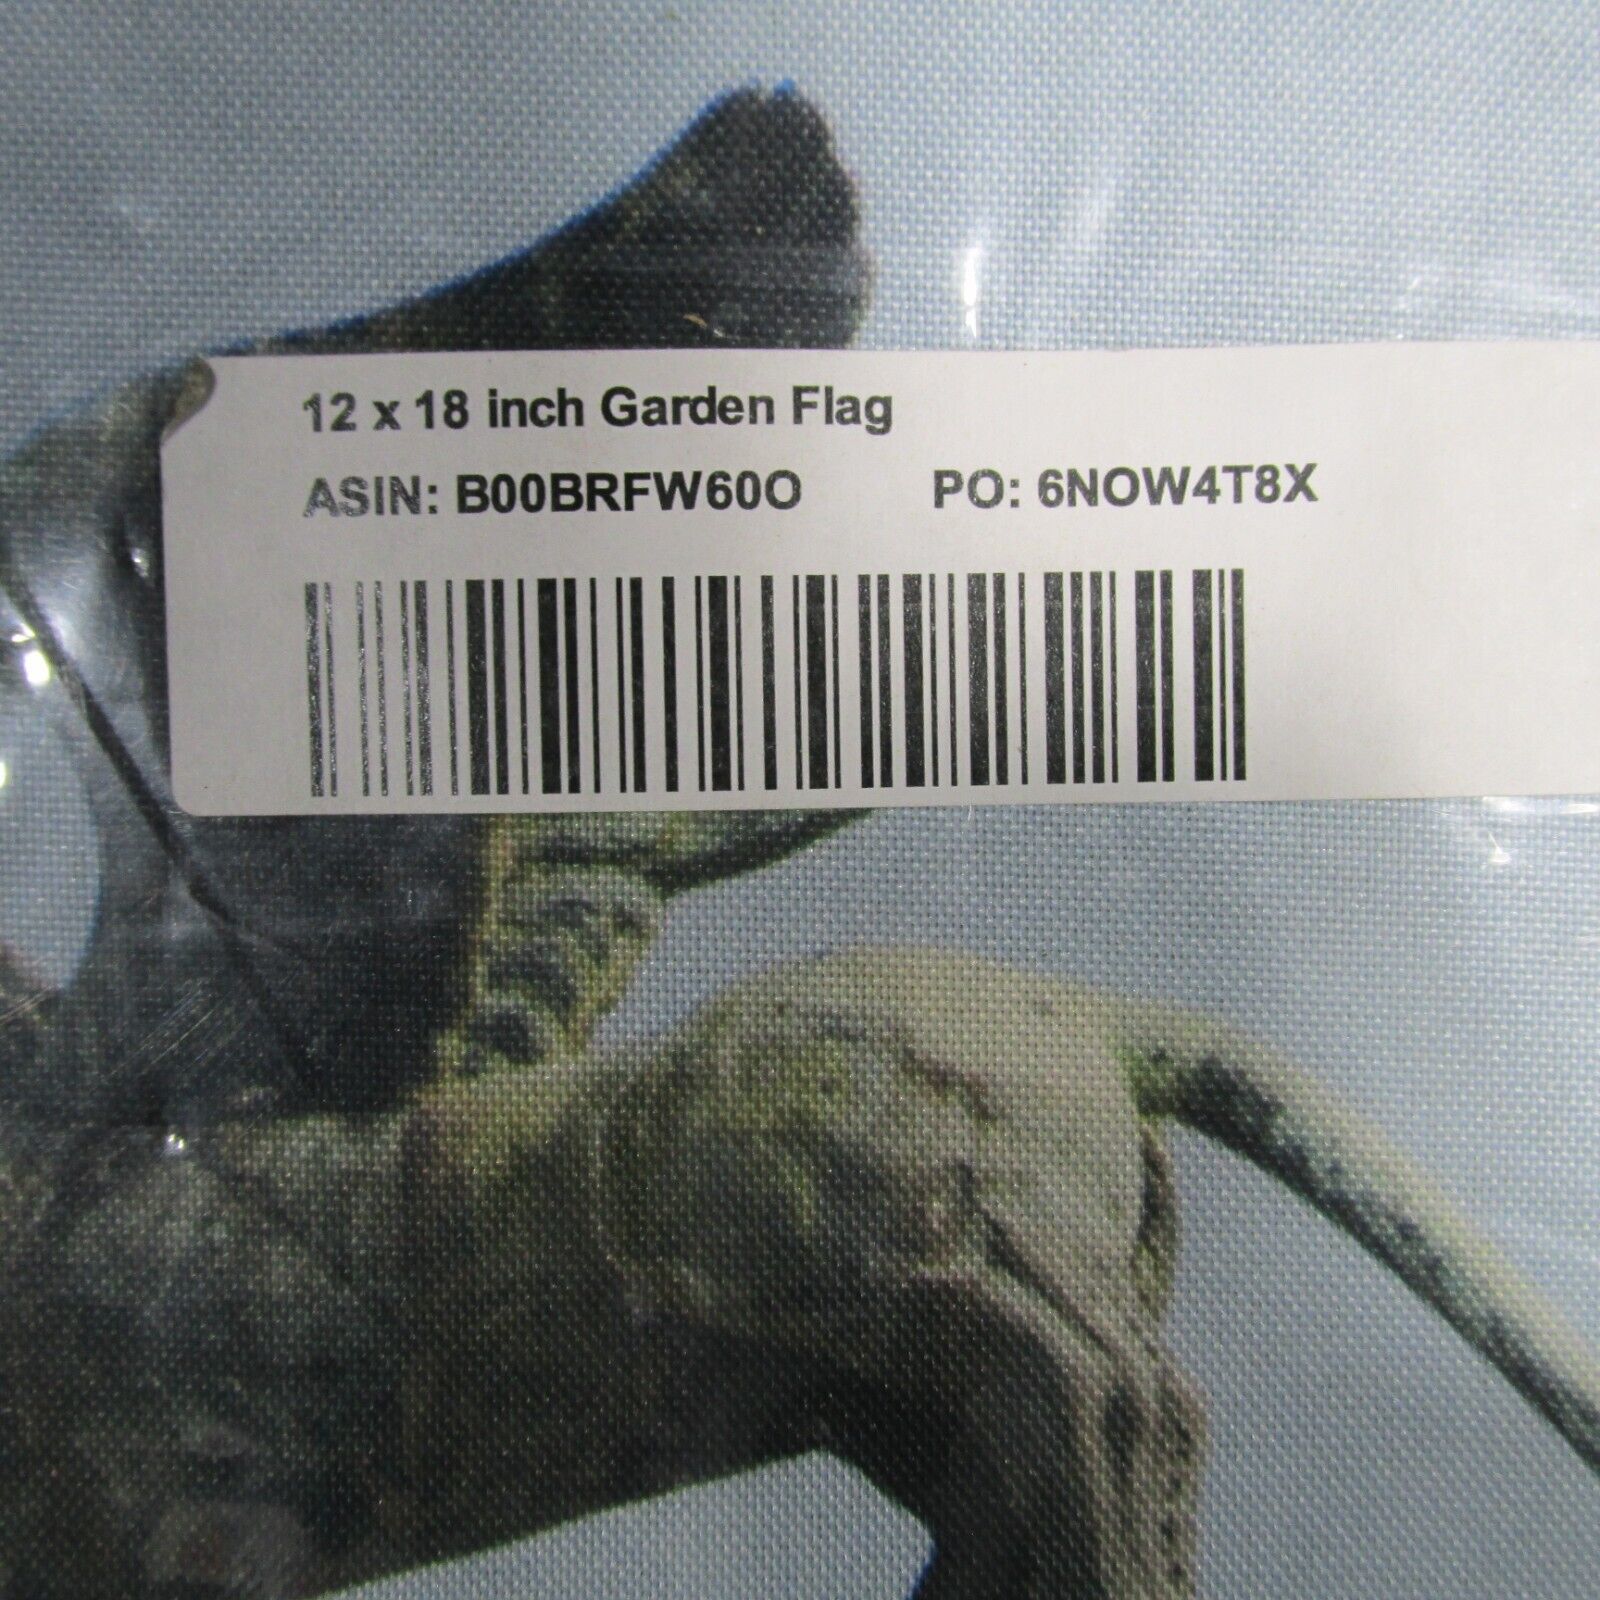 12 x 18 inch Garden Flag
ASIN: B00BRFW60O PO: 6NOW4T8X